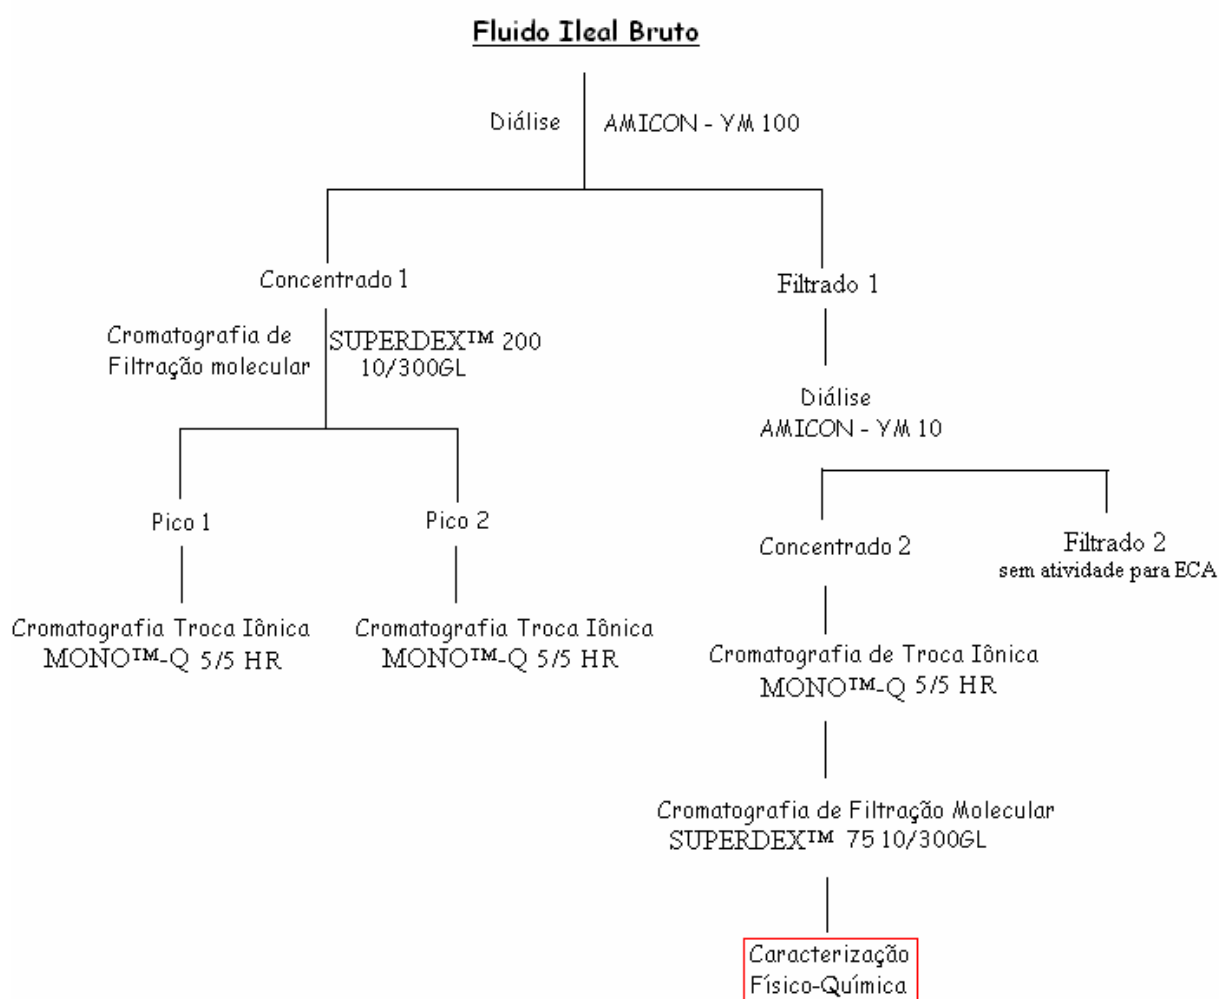 Fluido Ileal Bruto
Diálise AMICON - YM 100
Concentrado 1
Filtrado 1
Cromatografia de
Filtração molecular
SUPERDEX™ 200
10/300GL
Diálise
AMICON - YM 10
Pico 1
Pico 2
Concentrado 2
Filtrado 2
sem atividade para ECA
Cromatografia Troca Iônica
MONO™-Q 5/5 HR
Cromatografia Troca Iônica
MONO™-Q 5/5 HR
Cromatografia de Troca Iônica
MONO™-Q 5/5 HR
Cromatografia de Filtração Molecular
SUPERDEX™ 75 10/300GL
Caracterização
Físico-Química